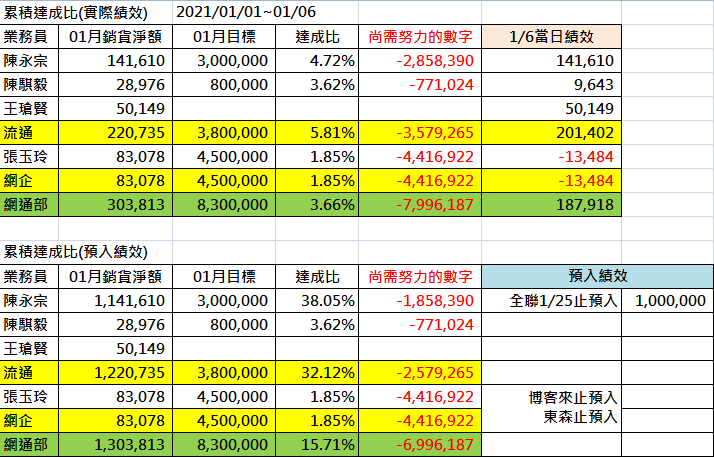 累積達成比(實際績效) 2021/01/01~01/06
業務員 01月銷貨淨額 01月目標 達成比 尚需努力的數字 1/6當日績效
陳永宗 141,610 3,000,000 4.72% -2,858,390 141,610
陳騏毅 28,976 800,000 3.62% -771,024 9,643
王瑲賢 50,149 50,149
流通 220,735 3,800,000 5.81% -3,579,265 201,402
張玉玲 83,078 4,500,000 1.85% -4,416,922 -13,484
網企 83,078 4,500,000 1.85% -4,416,922 -13,484
網通部 303,813 8,300,000 3.66% -7,996,187 187,918
累積達成比(預入績效)
業務員 01月銷貨淨額 01月目標 達成比 尚需努力的數字 預入績效
陳永宗 1,141,610 3,000,000 38.05% -1,858,390 全聯1/25止預入 1,000,000
陳騏毅 28,976 800,000 3.62% -771,024
王瑲賢 50,149
流通 1,220,735 3,800,000 32.12% -2,579,265
張玉玲 83,078 4,500,000 1.85% -4,416,922 博客來止預入
網企 83,078 4,500,000 1.85% -4,416,922 東森止預入
網通部 1,303,813 8,300,000 15.71% -6,996,187